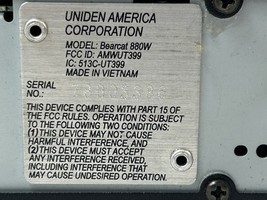 UNIDEN AMERICA
CORPORATION
MODEL: Bearcat 880W
FCC ID: AMWUT399
IC: 513C-UT399
MADE IN VIETNAM
SERIAL
NO.:
THIS DEVICE COMPLIES WITH PART 15 OF
THE FCC RULES. OPERATION IS SUBJECT
TO THE FOLLOWING TWO CONDITIONS:
(1) THIS DEVICE MAY NOT CAUSE
HARMFUL INTERFERENCE, AND
(2) THIS DEVICE MUST ACCEPT
ANY INTERFERENCE RECEIVED,
INCLUDING INTERFERENCE THAT
MAY CAUSE UNDESIRED OPERATION.